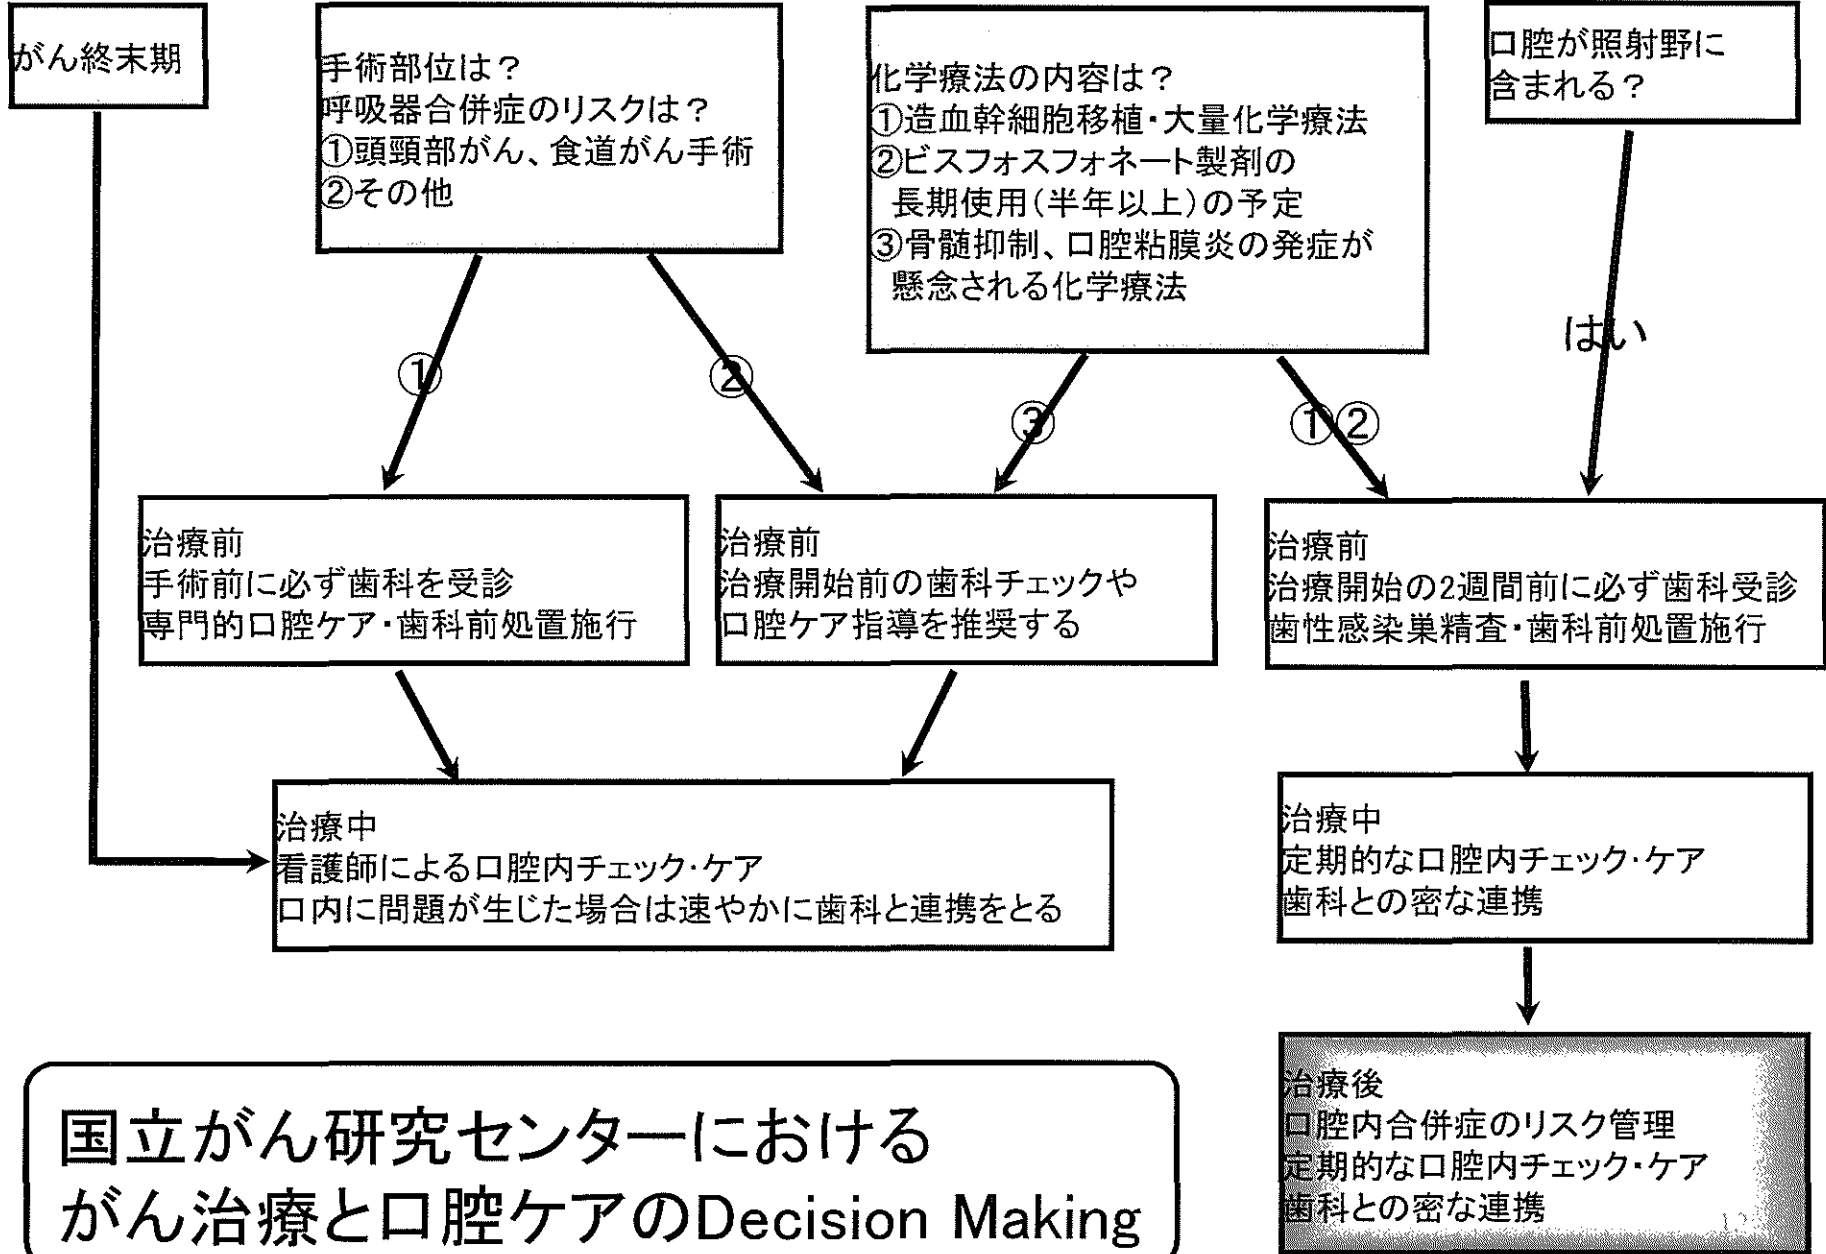 がん終末期
手術部位は?
呼吸器合併症のリスクは?
①頭頸部がん、食道がん手術
②その他
化学療法の内容は?
①造血幹細胞移植・大量化学療法
②ビスフォスフォネート製剤の
長期使用(半年以上)の予定
③骨髄抑制、口腔粘膜炎の発症が
懸念される化学療法
口腔が照射野に
含まれる?
①
②
③
①②
はい
治療前
手術前に必ず歯科を受診
専門的口腔ケア・歯科前処置施行
治療前
治療開始前の歯科チェックや
口腔ケア指導を推奨する
治療前
治療開始の2週間前に必ず歯科受診
歯性感染巣精査・歯科前処置施行
治療中
看護師による口腔内チェック・ケア
口内に問題が生じた場合は速やかに歯科と連携をとる
治療中
定期的な口腔内チェック・ケア
歯科との密な連携
治療後
口腔内合併症のリスク管理
定期的な口腔内チェック・ケア
歯科との密な連携
国立がん研究センターにおける
がん治療と口腔ケアのDecision Making